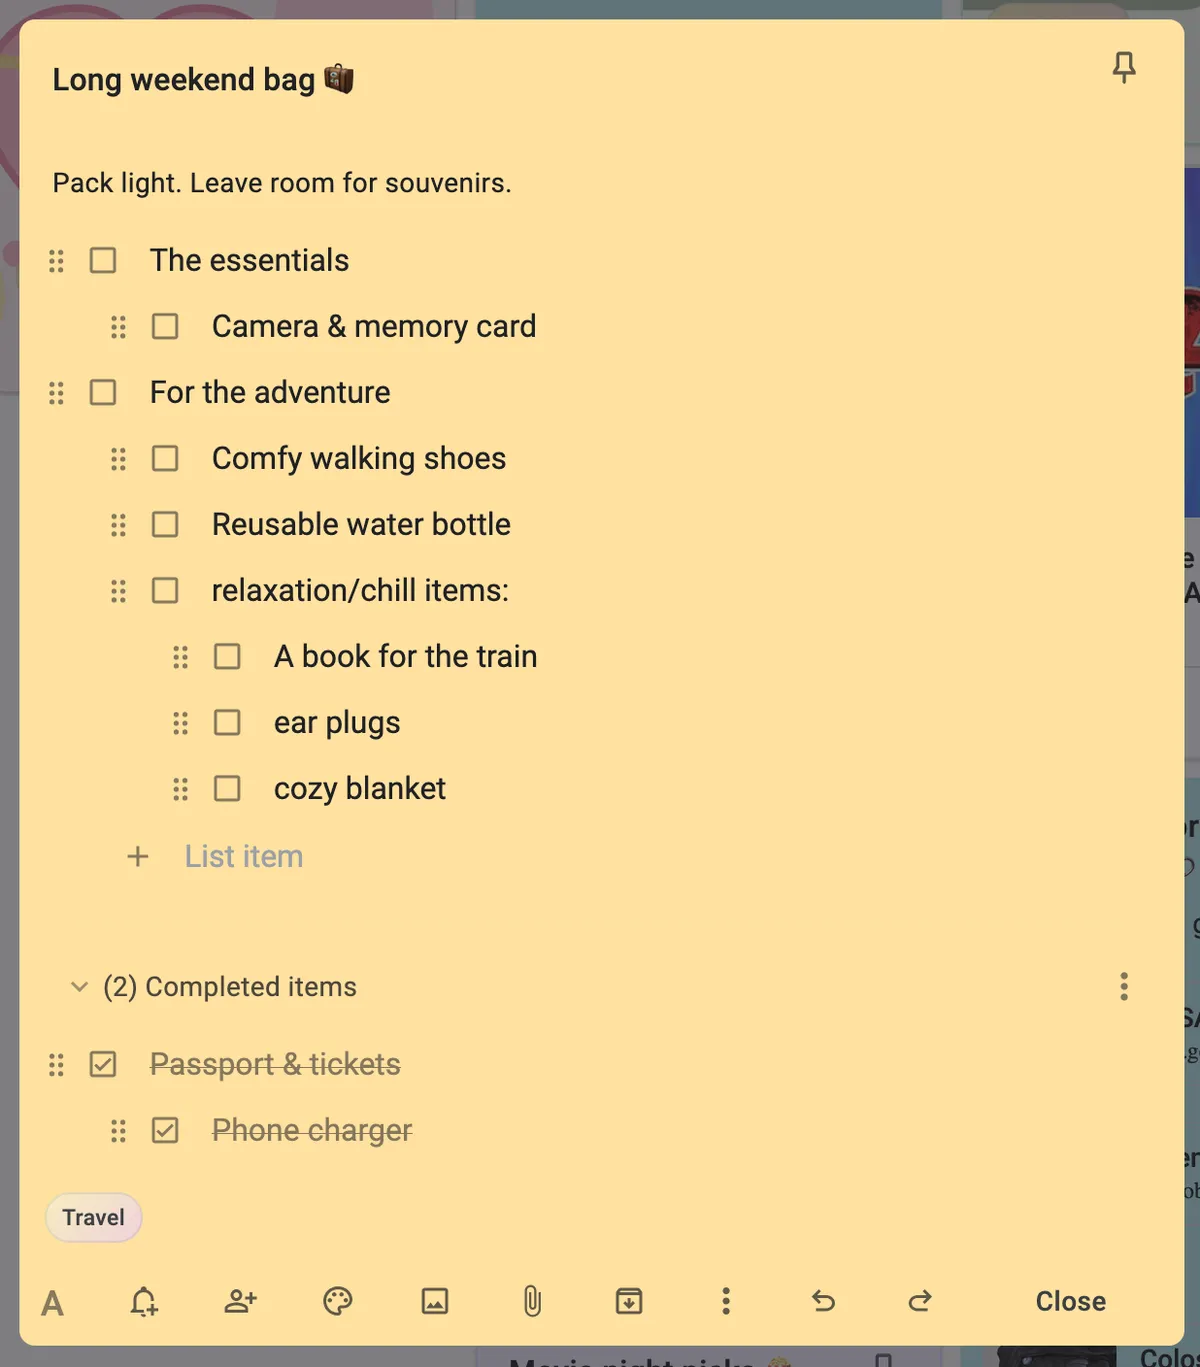 Long weekend bag 🧳
Pack light. Leave room for souvenirs.
The essentials
Camera & memory card
For the adventure
Comfy walking shoes
Reusable water bottle
relaxation/chill items:
A book for the train
ear plugs
cozy blanket
+ List item
(2) Completed items
Passport & tickets
Phone charger
Travel
A
Close